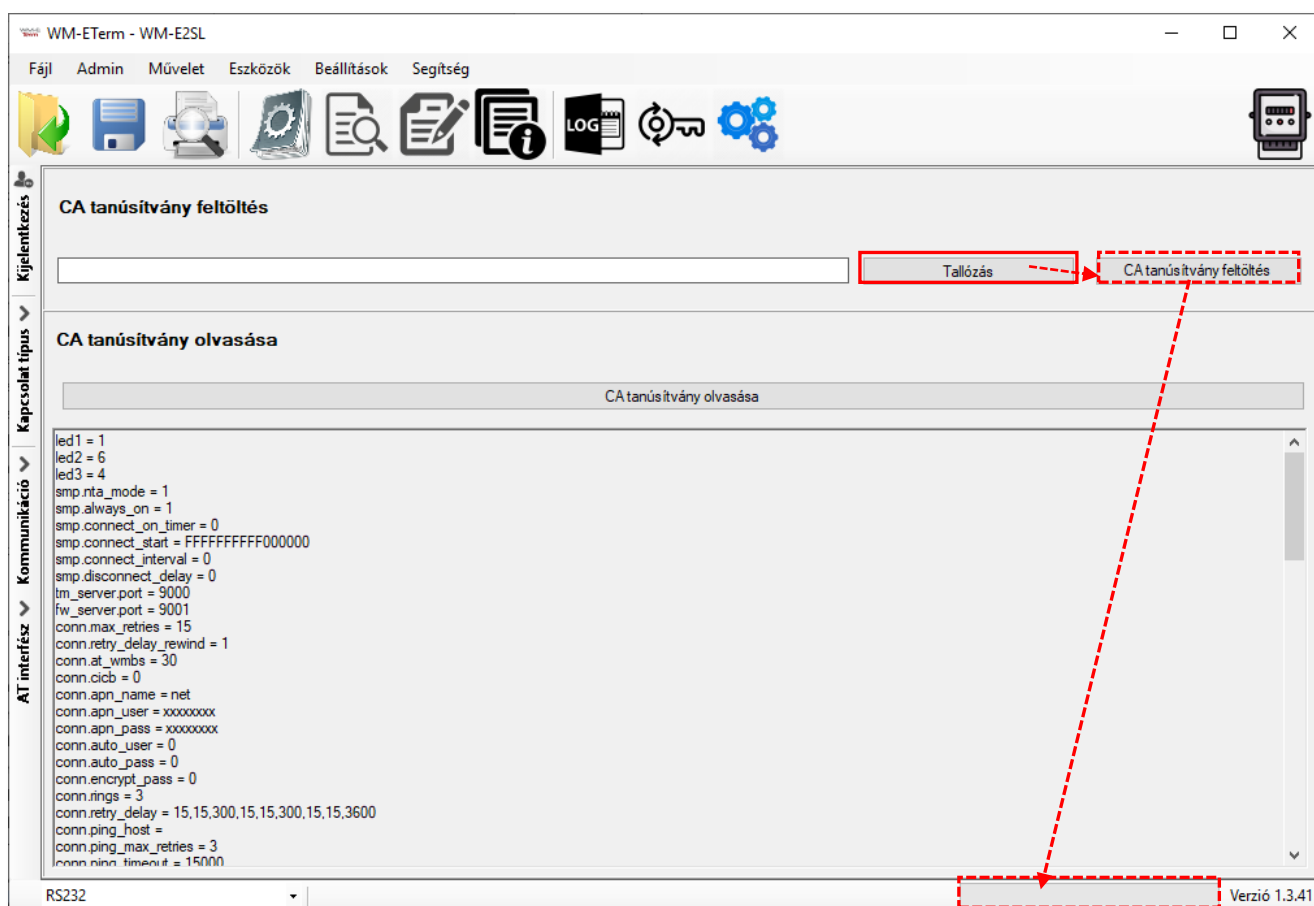 WM-ETerm - WM-E2SL
Fájl Admin Művelet Eszközök Beállítások Segítség
LOG
Kijelentkezés
Kapcsolat típus
Kommunikáció
AT interfész
CA tanúsítvány feltöltés
Tallózás CA tanúsítvány feltöltés
CA tanúsítvány olvasása
CA tanúsítvány olvasása
led1 = 1
led2 = 6
led3 = 4
smp.nta_mode = 1
smp.always_on = 1
smp.connect_on_timer = 0
smp.connect_start = FFFFFFFFFF000000
smp.connect_interval = 0
smp.disconnect_delay = 0
tm_server.port = 9000
fw_server.port = 9001
conn.max_retries = 15
conn.retry_delay_rewind = 1
conn.at_wmbs = 30
conn.cicb = 0
conn.apn_name = net
conn.apn_user = xxxxxxxx
conn.apn_pass = xxxxxxxx
conn.auto_user = 0
conn.auto_pass = 0
conn.encrypt_pass = 0
conn.rings = 3
conn.retry_delay = 15,15,300,15,15,300,15,15,3600
conn.ping_host =
conn.ping_max_retries = 3
conn.ping_timeout = 15000
RS232 Verzió 1.3.41